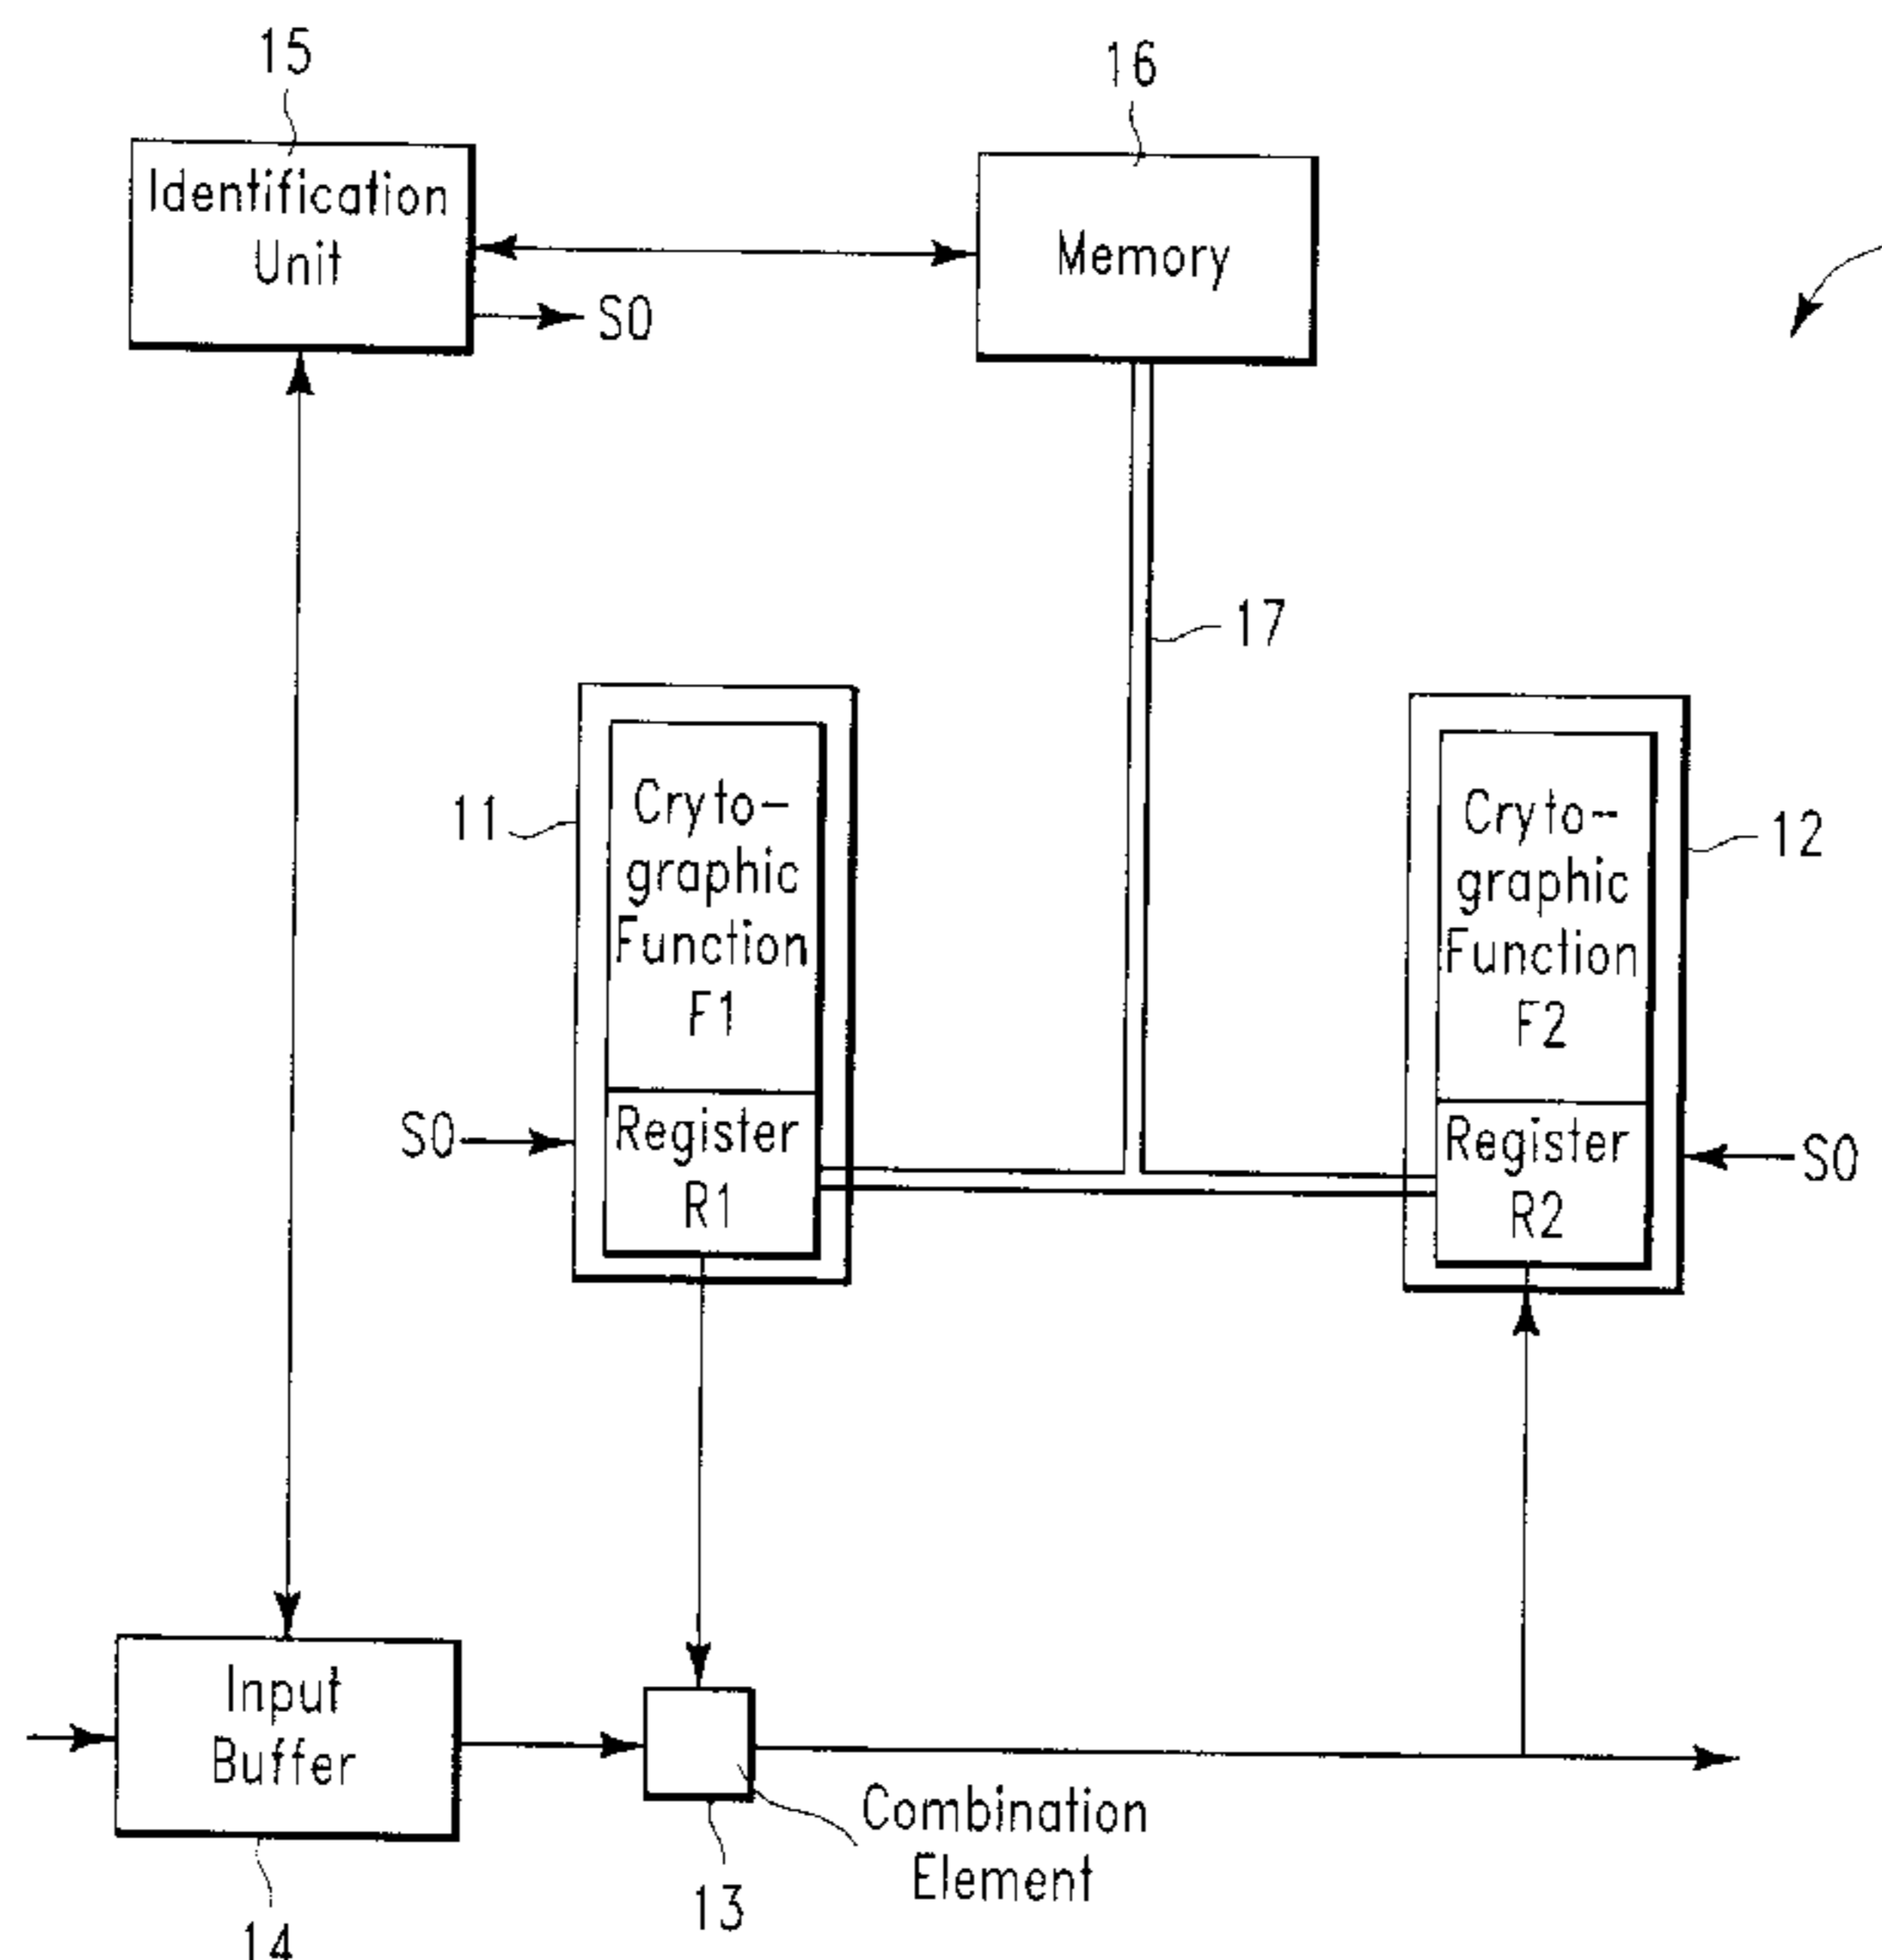 15
16
Identification
Unit
Memory
S0
17
11
Cryto-
graphic
Function
F1
Cryto-
graphic
Function
F2
12
S0
Register
R1
Register
R2
S0
Input
Buffer
Combination
Element
13
14